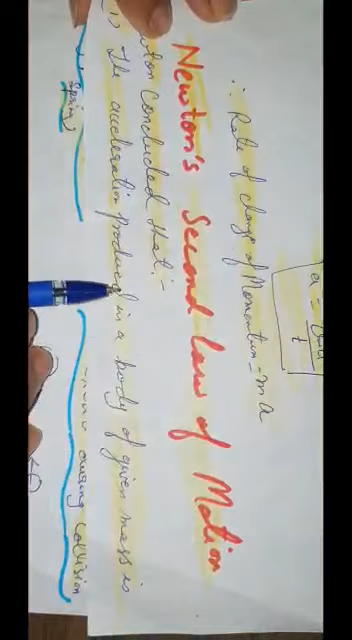 a =
t
∴ Rate of change of Momentum = ma
Newton's Second law of Motion
Newton concluded that:-
The acceleration produced in a body of given mass is
Spring
during Collision